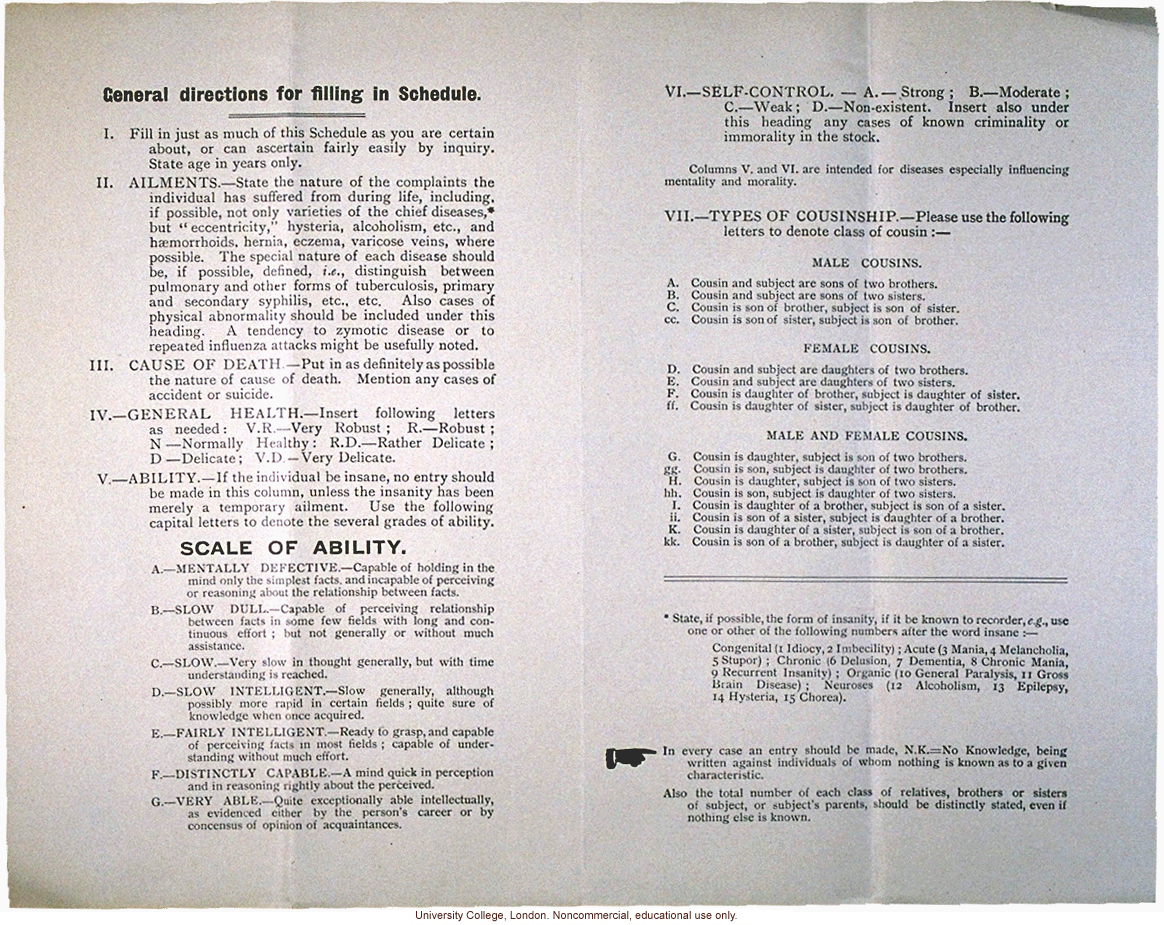 General directions for filling in Schedule.
I. Fill in just as much of this Schedule as you are certain
about, or can ascertain fairly easily by inquiry.
State age in years only.
II. AILMENTS.—State the nature of the complaints the
individual has suffered from during life, including,
if possible, not only varieties of the chief diseases,*
but "eccentricity," hysteria, alcoholism, etc., and
hæmorrhoids, hernia, eczema, varicose veins, where
possible. The special nature of each disease should
be, if possible, defined, i.e., distinguish between
pulmonary and other forms of tuberculosis, primary
and secondary syphilis, etc., etc. Also cases of
physical abnormality should be included under this
heading. A tendency to zymotic disease or to
repeated influenza attacks might be usefully noted.
III. CAUSE OF DEATH.—Put in as definitely as possible
the nature of cause of death. Mention any cases of
accident or suicide.
IV.—GENERAL HEALTH.—Insert following letters
as needed: V.R.—Very Robust; R.—Robust;
N—Normally Healthy: R.D.—Rather Delicate;
D—Delicate; V.D.—Very Delicate.
V.—ABILITY.—If the individual be insane, no entry should
be made in this column, unless the insanity has been
merely a temporary ailment. Use the following
capital letters to denote the several grades of ability.
SCALE OF ABILITY.
A.—MENTALLY DEFECTIVE.—Capable of holding in the
mind only the simplest facts, and incapable of perceiving
or reasoning about the relationship between facts.
B.—SLOW DULL.—Capable of perceiving relationship
between facts in some few fields with long and con-
tinuous effort; but not generally or without much
assistance.
C.—SLOW.—Very slow in thought generally, but with time
understanding is reached.
D.—SLOW INTELLIGENT.—Slow generally, although
possibly more rapid in certain fields; quite sure of
knowledge when once acquired.
E.—FAIRLY INTELLIGENT.—Ready to grasp, and capable
of perceiving facts in most fields; capable of under-
standing without much effort.
F.—DISTINCTLY CAPABLE.—A mind quick in perception
and in reasoning rightly about the perceived.
G.—VERY ABLE.—Quite exceptionally able intellectually,
as evidenced either by the person's career or by
concensus of opinion of acquaintances.
VI.—SELF-CONTROL. — A.—Strong; B.—Moderate;
C.—Weak; D.—Non-existent. Insert also under
this heading any cases of known criminality or
immorality in the stock.
Columns V. and VI. are intended for diseases especially influencing
mentality and morality.
VII.—TYPES OF COUSINSHIP.—Please use the following
letters to denote class of cousin:—
MALE COUSINS.
A. Cousin and subject are sons of two brothers.
B. Cousin and subject are sons of two sisters.
C. Cousin is son of brother, subject is son of sister.
cc. Cousin is son of sister, subject is son of brother.
FEMALE COUSINS.
D. Cousin and subject are daughters of two brothers.
E. Cousin and subject are daughters of two sisters.
F. Cousin is daughter of brother, subject is daughter of sister.
ff. Cousin is daughter of sister, subject is daughter of brother.
MALE AND FEMALE COUSINS.
G. Cousin is daughter, subject is son of two brothers.
gg. Cousin is son, subject is daughter of two brothers.
H. Cousin is daughter, subject is son of two sisters.
hh. Cousin is son, subject is daughter of two sisters.
I. Cousin is daughter of a brother, subject is son of a sister.
ii. Cousin is son of a sister, subject is daughter of a brother.
K. Cousin is daughter of a sister, subject is son of a brother.
kk. Cousin is son of a brother, subject is daughter of a sister.
* State, if possible, the form of insanity, if it be known to recorder, e.g., use
one or other of the following numbers after the word insane:—
Congenital (1 Idiocy, 2 Imbecility); Acute (3 Mania, 4 Melancholia,
5 Stupor); Chronic (6 Delusion, 7 Dementia, 8 Chronic Mania,
9 Recurrent Insanity); Organic (10 General Paralysis, 11 Gross
Brain Disease); Neuroses (12 Alcoholism, 13 Epilepsy,
14 Hysteria, 15 Chorea).
In every case an entry should be made, N.K.=No Knowledge, being
written against individuals of whom nothing is known as to a given
characteristic.
Also the total number of each class of relatives, brothers or sisters
of subject, or subject's parents, should be distinctly stated, even if
nothing else is known.
University College, London. Noncommercial, educational use only.